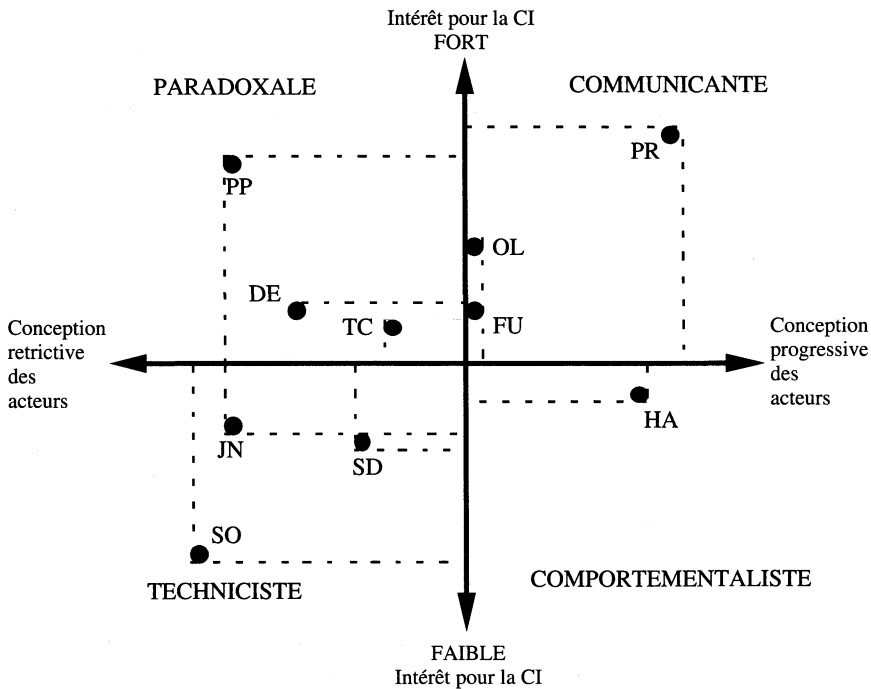 Intérêt pour la CI
FORT
PARADOXALE
COMMUNICANTE
PR
PP
OL
DE
TC
FU
Conception
retrictive
des
acteurs
Conception
progressive
des
acteurs
HA
JN
SD
SO
TECHNICISTE
COMPORTEMENTALISTE
FAIBLE
Intérêt pour la CI